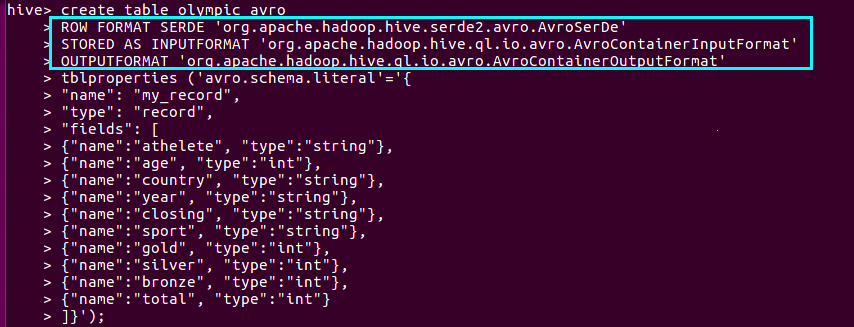 hive> create table olympic_avro
    > ROW FORMAT SERDE 'org.apache.hadoop.hive.serde2.avro.AvroSerDe'
    > STORED AS INPUTFORMAT 'org.apache.hadoop.hive.ql.io.avro.AvroContainerInputFormat'
    > OUTPUTFORMAT 'org.apache.hadoop.hive.ql.io.avro.AvroContainerOutputFormat'
    > tblproperties ('avro.schema.literal'='{
    > "name": "my_record",
    > "type": "record",
    > "fields": [
    > {"name":"athelete", "type":"string"},
    > {"name":"age", "type":"int"},
    > {"name":"country", "type":"string"},
    > {"name":"year", "type":"string"},
    > {"name":"closing", "type":"string"},
    > {"name":"sport", "type":"string"},
    > {"name":"gold", "type":"int"},
    > {"name":"silver", "type":"int"},
    > {"name":"bronze", "type":"int"},
    > {"name":"total", "type":"int"}
    > ]}');